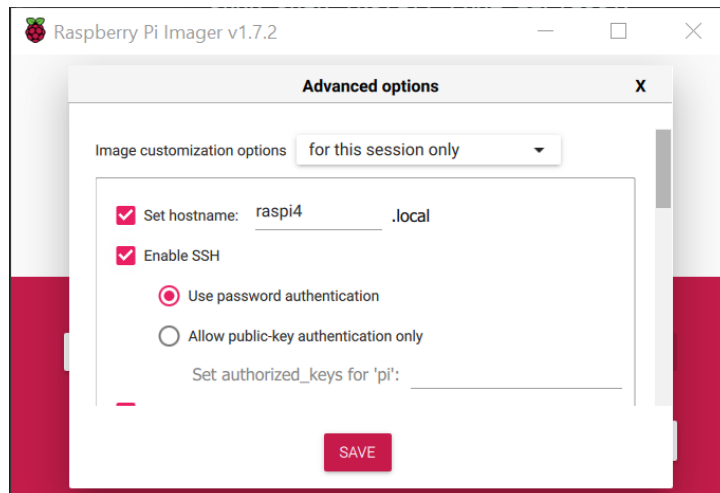 Raspberry Pi Imager v1.7.2
Advanced options X
Image customization options for this session only
Set hostname: raspi4 .local
Enable SSH
Use password authentication
Allow public-key authentication only
Set authorized_keys for 'pi':
SAVE